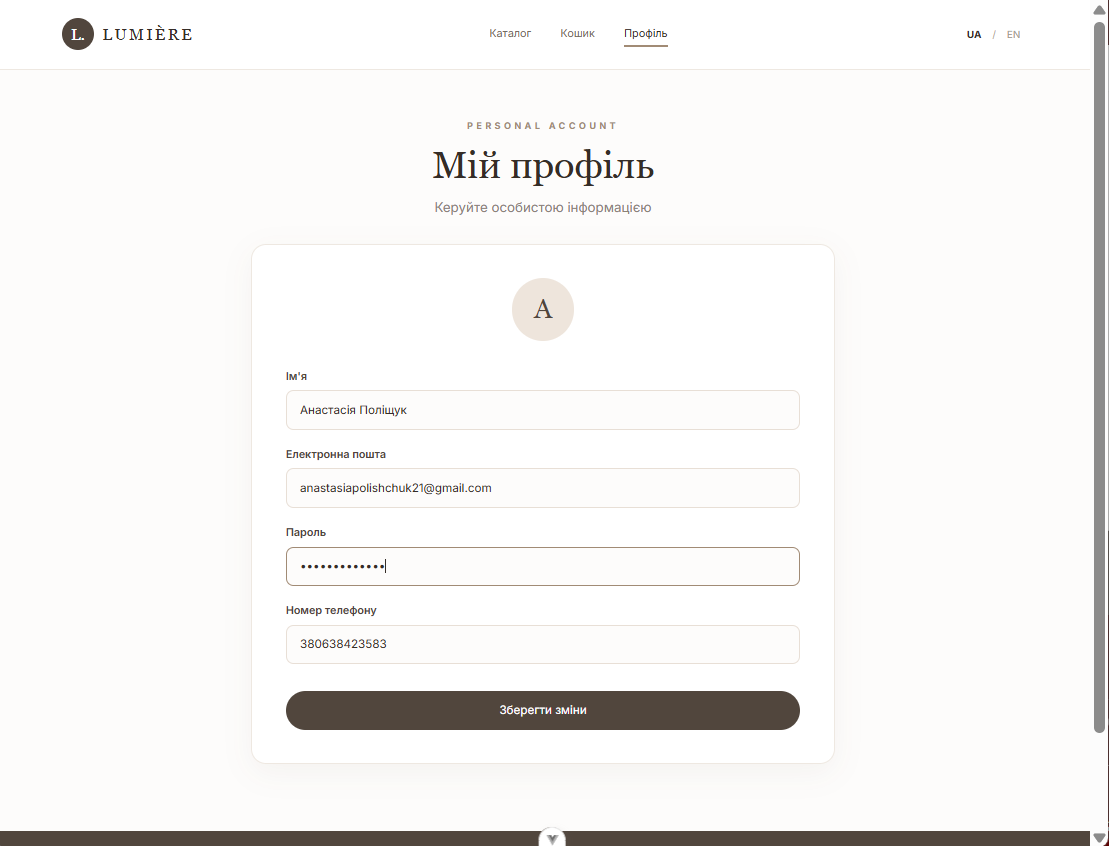 L. LUMIÈRE
Каталог Кошик Профіль
UA / EN
PERSONAL ACCOUNT
Мій профіль
Керуйте особистою інформацією
A
Ім'я
Анастасія Поліщук
Електронна пошта
anastasiapolishchuk21@gmail.com
Пароль
•••••••••••••
Номер телефону
380638423583
Зберегти зміни